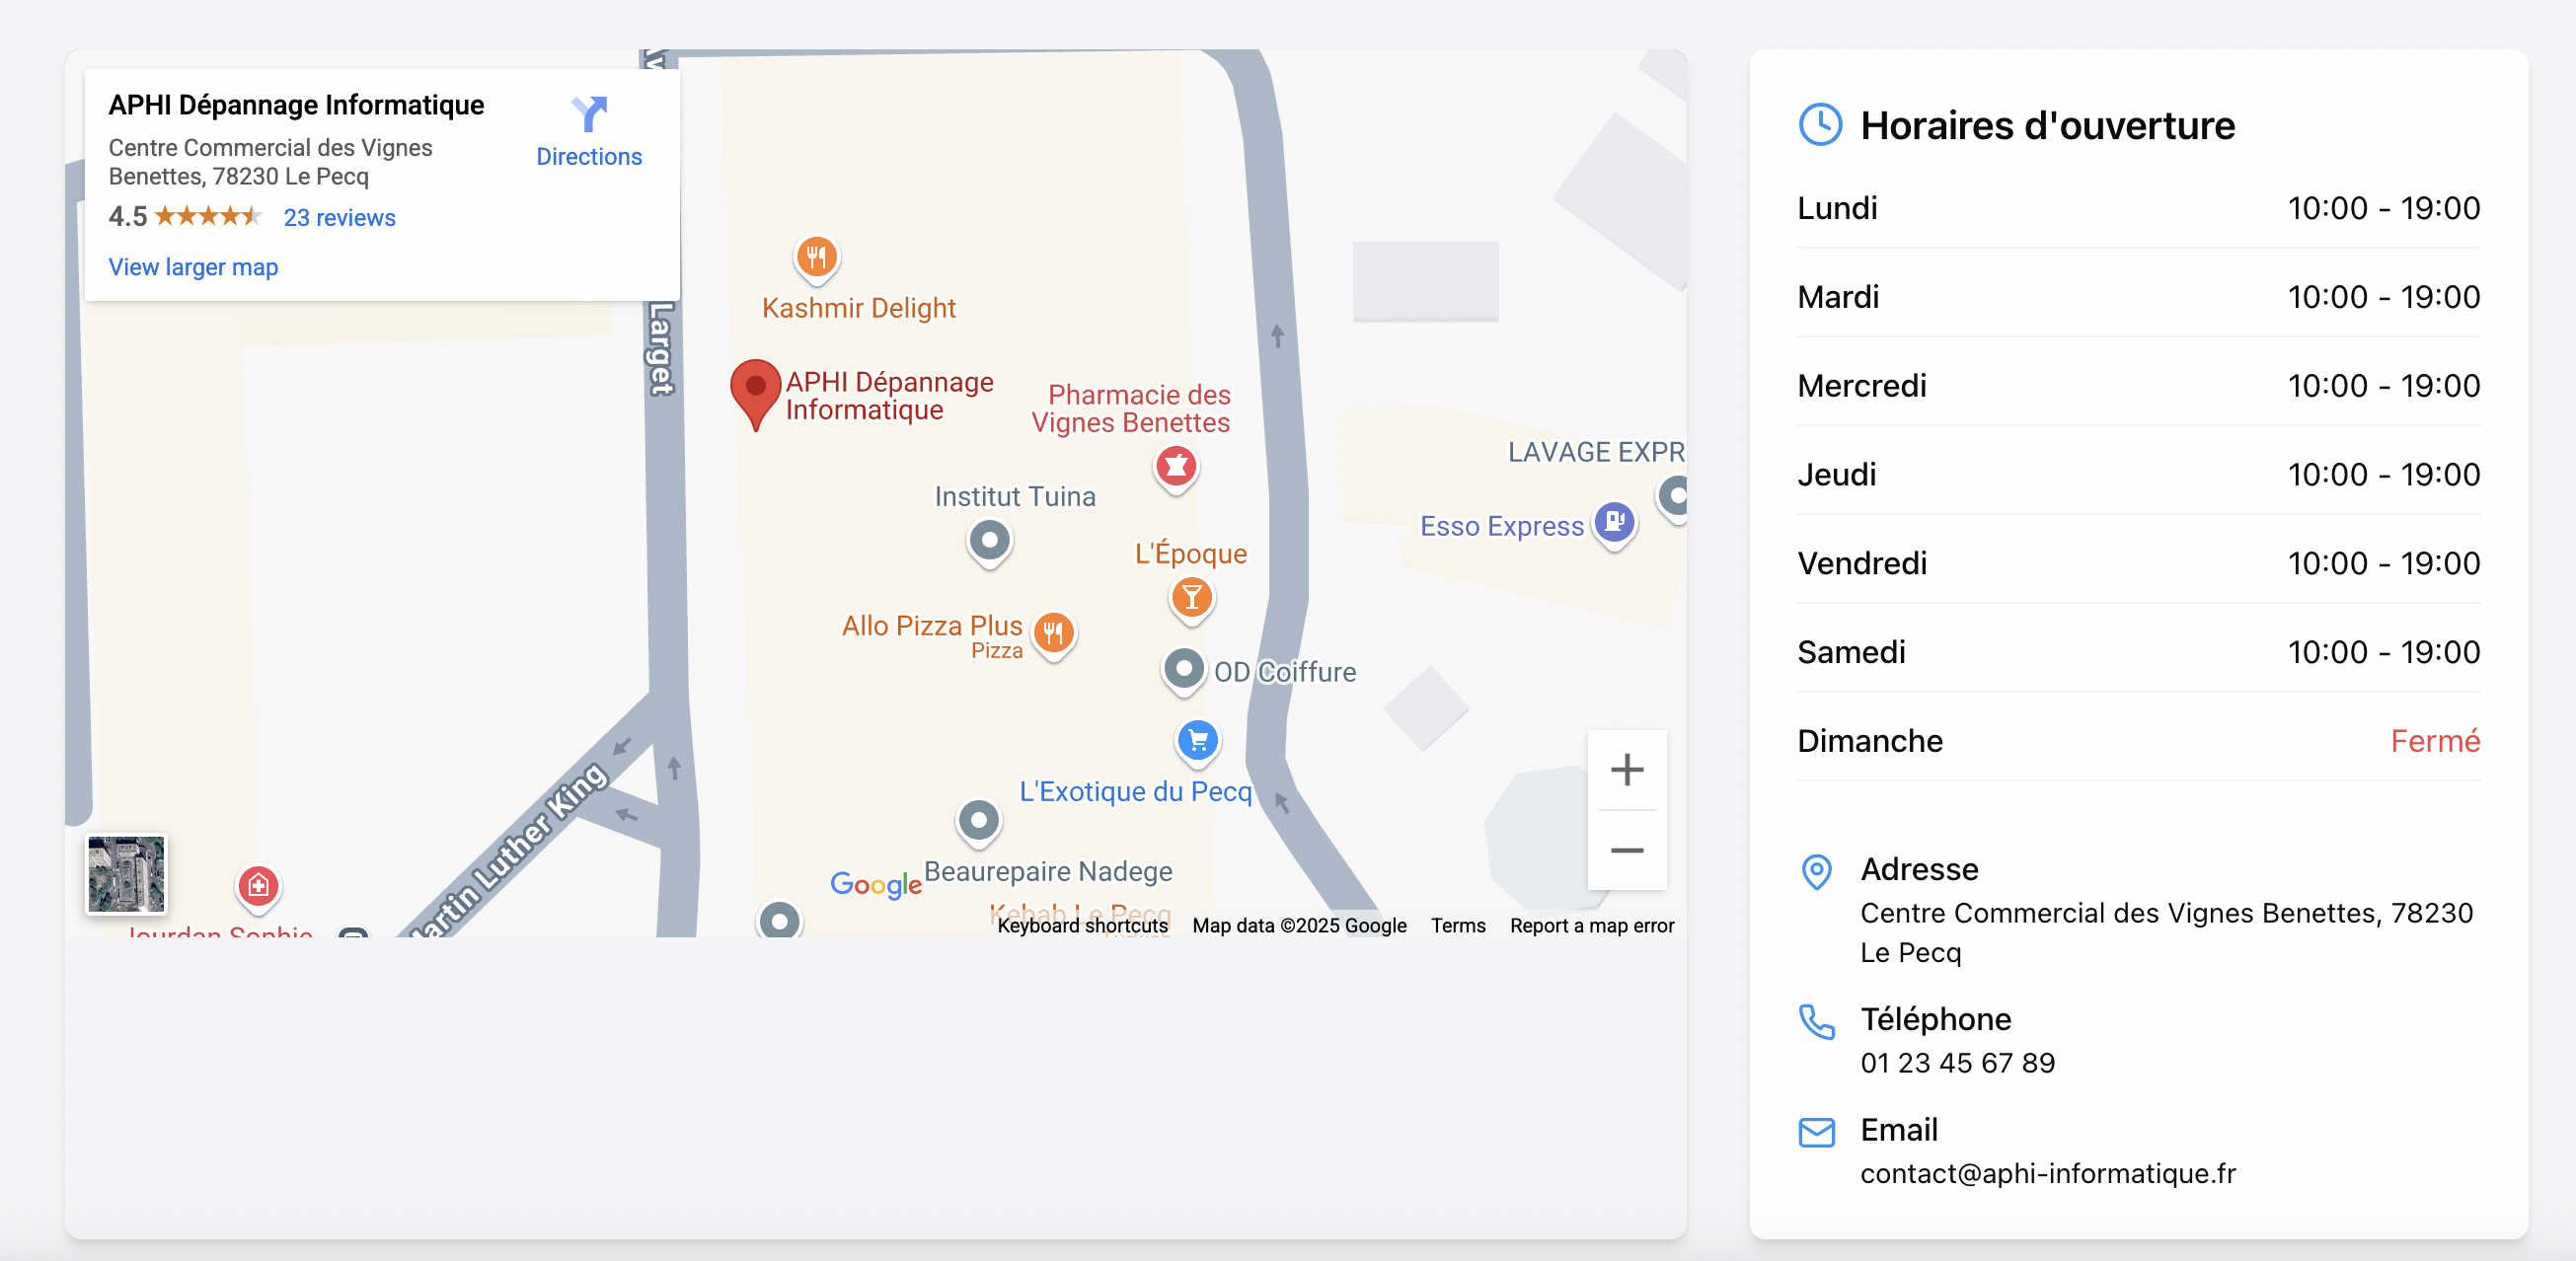 APHI Dépannage Informatique
Centre Commercial des Vignes
Benettes, 78230 Le Pecq
Directions
4.5
23 reviews
View larger map
Larget
Kashmir Delight
APHI Dépannage
Informatique
Pharmacie des
Vignes Benettes
LAVAGE EXPR
Institut Tuina
Esso Express
L'Époque
Allo Pizza Plus
Pizza
OD Coiffure
L'Exotique du Pecq
Martin Luther King
Beaurepaire Nadege
Google
Kebab Le Pecq
Jourdan Sophie
Keyboard shortcuts
Map data ©2025 Google
Terms
Report a map error
Horaires d'ouverture
Lundi 10:00 - 19:00
Mardi 10:00 - 19:00
Mercredi 10:00 - 19:00
Jeudi 10:00 - 19:00
Vendredi 10:00 - 19:00
Samedi 10:00 - 19:00
Dimanche Fermé
Adresse
Centre Commercial des Vignes Benettes, 78230
Le Pecq
Téléphone
01 23 45 67 89
Email
contact@aphi-informatique.fr